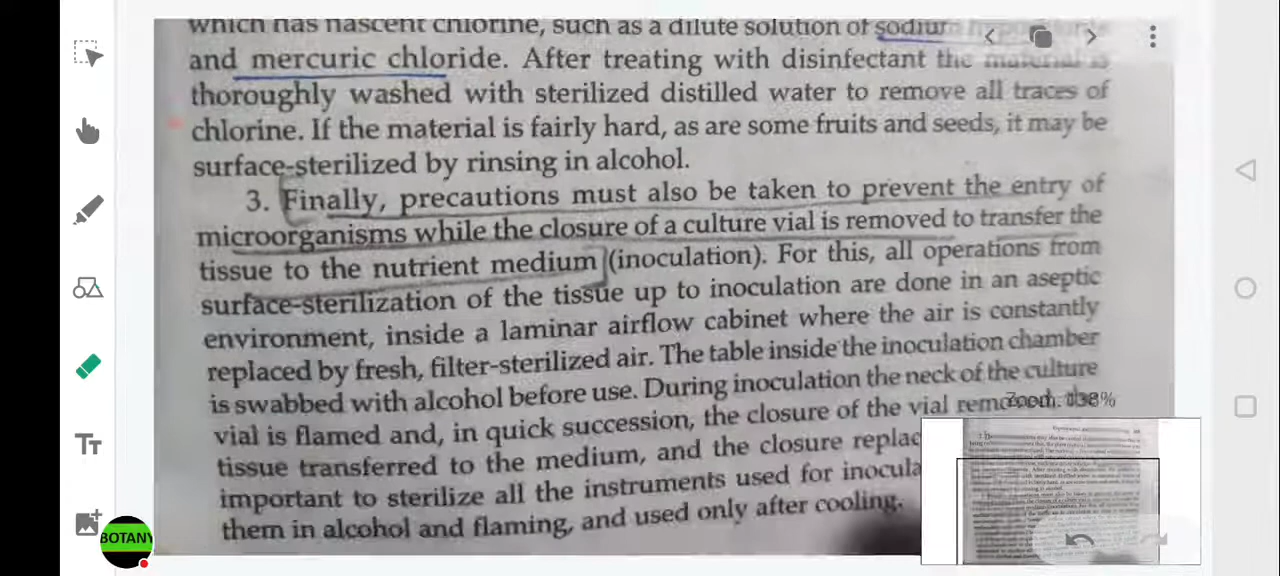 which has nascent chlorine, such as a dilute solution of sodium
and mercuric chloride. After treating with disinfectant the material is
thoroughly washed with sterilized distilled water to remove all traces of
chlorine. If the material is fairly hard, as are some fruits and seeds, it may be
surface-sterilized by rinsing in alcohol.
3. Finally, precautions must also be taken to prevent the entry of
microorganisms while the closure of a culture vial is removed to transfer the
tissue to the nutrient medium (inoculation). For this, all operations from
surface-sterilization of the tissue up to inoculation are done in an aseptic
environment, inside a laminar airflow cabinet where the air is constantly
replaced by fresh, filter-sterilized air. The table inside the inoculation chamber
is swabbed with alcohol before use. During inoculation the neck of the culture
vial is flamed and, in quick succession, the closure of the vial
tissue transferred to the medium, and the closure replac
important to sterilize all the instruments used for inocula
them in alcohol and flaming, and used only after cooling.
Tт
BOTANY